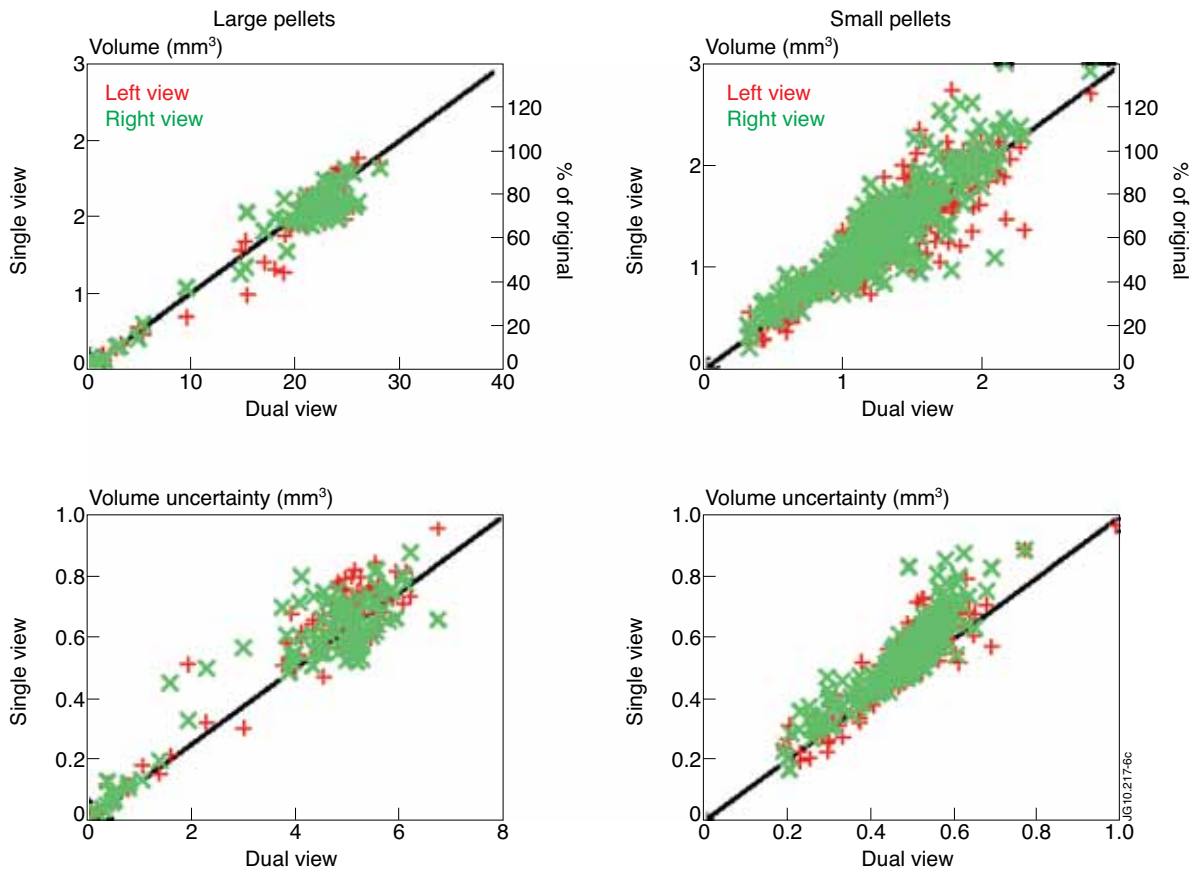 Large pellets
Volume (mm³)
Left view
Right view
Single view
3
2
2
1
0
120
100
80
60
40
20
0
% of original
0 10 20 30 40
Dual view
Small pellets
Volume (mm³)
Left view
Right view
Single view
3
2
1
0
120
100
80
60
40
20
0
% of original
0 1 2 3
Dual view
Volume uncertainty (mm³)
Single view
1.0
0.8
0.6
0.4
0.2
0
0 2 4 6 8
Dual view
Volume uncertainty (mm³)
Single view
1.0
0.8
0.6
0.4
0.2
0
0 0.2 0.4 0.6 0.8 1.0
Dual view
JG10.217-6c